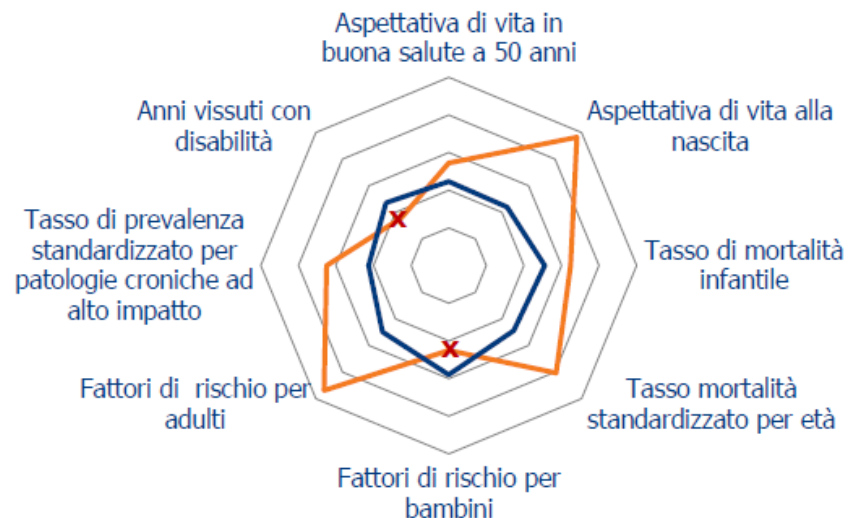 Aspettativa di vita in
buona salute a 50 anni
Aspettativa di vita alla
nascita
Tasso di mortalità
infantile
Tasso mortalità
standardizzato per età
Fattori di rischio per
bambini
Fattori di rischio per
adulti
Tasso di prevalenza
standardizzato per
patologie croniche ad
alto impatto
Anni vissuti con
disabilità
x
x